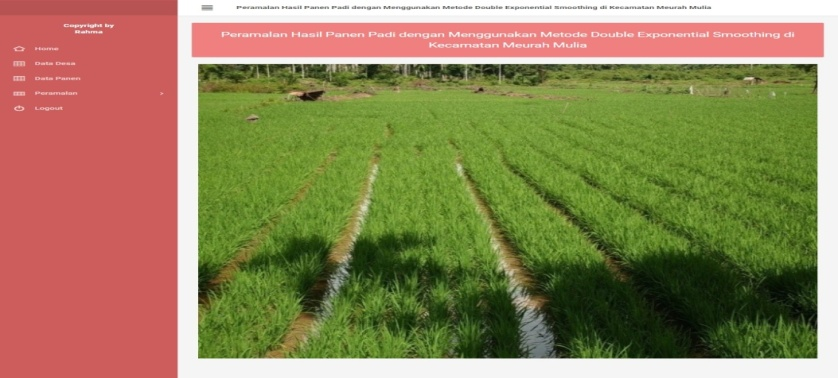 Peramalan Hasil Panen Padi dengan Menggunakan Metode Double Exponential Smoothing di Kecamatan Meurah Mulia
Copyright by
Rahma
Home
Data Desa
Data Panen
Peramalan
Logout
Peramalan Hasil Panen Padi dengan Menggunakan Metode Double Exponential Smoothing di
Kecamatan Meurah Mulia